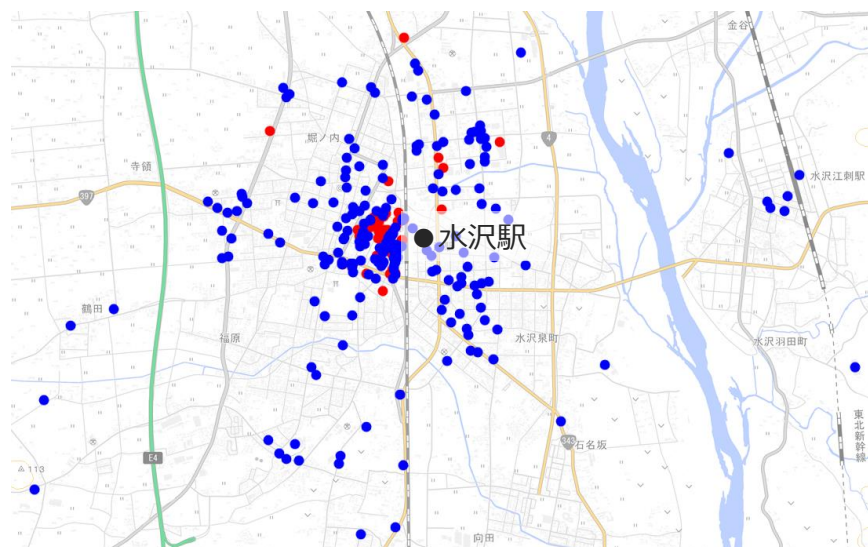 金谷
4
堀ノ内
寺領
水沢江刺駅
397
水沢駅
鶴田
福原
水沢泉町
水沢羽田町
東北新幹線
343
石名坂
E4
113
向田